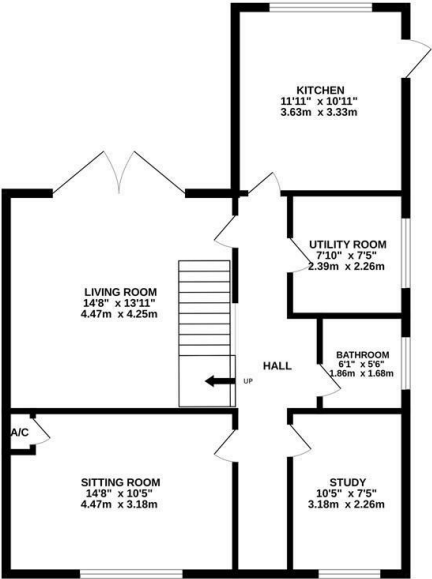 KITCHEN
11'11" x 10'11"
3.63m x 3.33m
UTILITY ROOM
7'10" x 7'5"
2.39m x 2.26m
LIVING ROOM
14'8" x 13'11"
4.47m x 4.25m
HALL
BATHROOM
6'1" x 5'6"
1.86m x 1.68m
UP
A/C
SITTING ROOM
14'8" x 10'5"
4.47m x 3.18m
STUDY
10'5" x 7'5"
3.18m x 2.26m